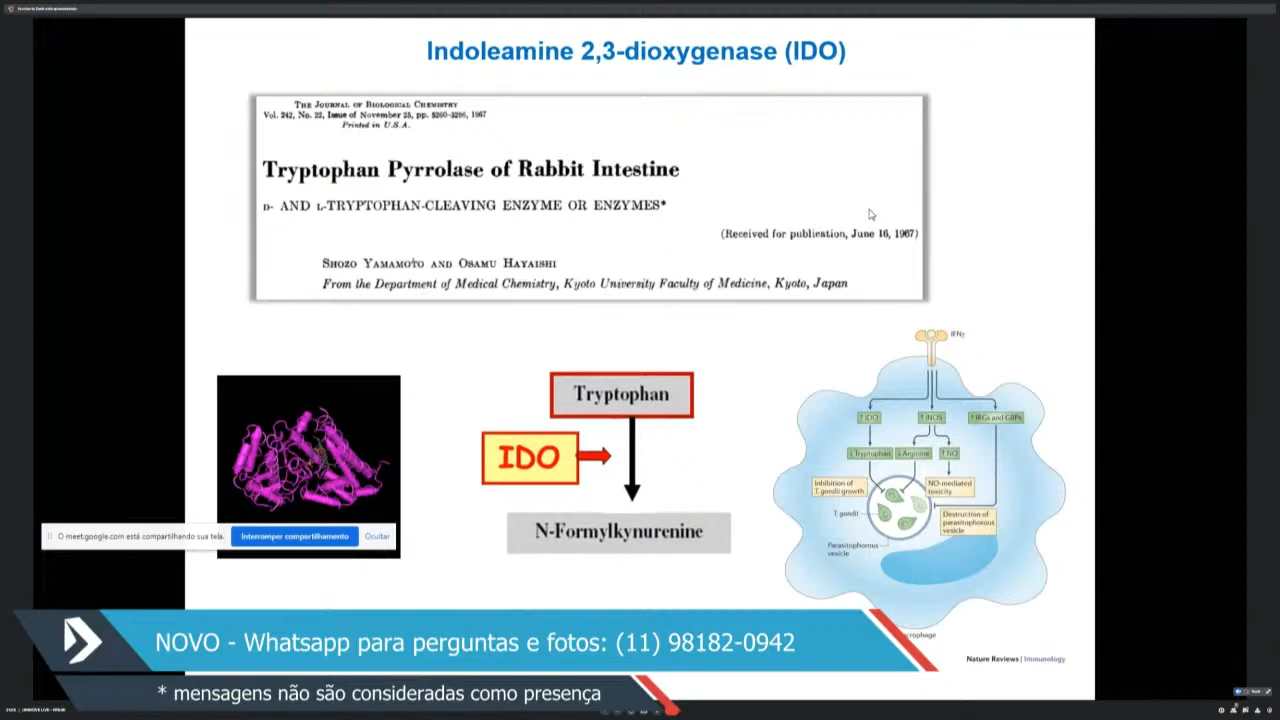 Indoleamine 2,3-dioxygenase (IDO)
THE JOURNAL OF BIOLOGICAL CHEMISTRY
Vol. 242, No. 22, Issue of November 25, pp. 5260-5266, 1967
Printed in U.S.A.
Tryptophan Pyrrolase of Rabbit Intestine
D- AND L-TRYPTOPHAN-CLEAVING ENZYME OR ENZYMES*
(Received for publication, June 16, 1967)
SHOZO YAMAMOTO AND OSAMU HAYAISHI
From the Department of Medical Chemistry, Kyoto University Faculty of Medicine, Kyoto, Japan
Tryptophan
IDO
N-Formylkynurenine
IFNγ
↑ IDO
↑ iNOS
↑ IRGs and GBPs
↓ Tryptophan
↓ Arginine
↑ NO
Inhibition of
T. gondii growth
NO-mediated
toxicity
T. gondii
Destruction of
parasitophorous
vesicle
Parasitophorous
vesicle
Nature Reviews | Immunology
O meet.google.com está compartilhando sua tela.
Interromper compartilhamento
Ocultar
NOVO - Whatsapp para perguntas e fotos: (11) 98182-0942
* mensagens não são consideradas como presença